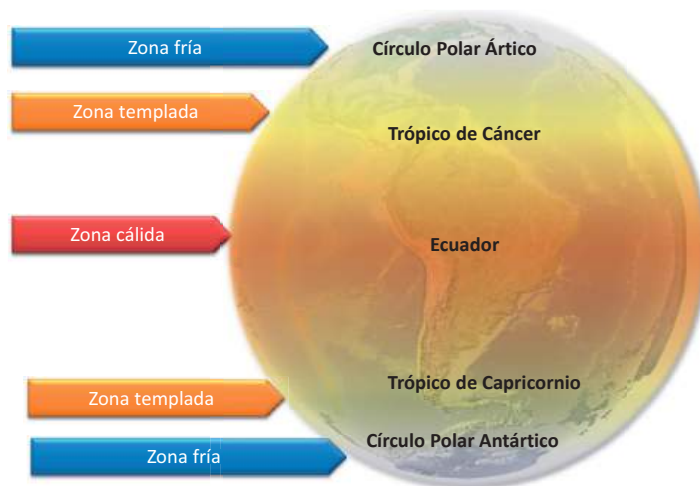 Zona fría
Círculo Polar Ártico
Zona templada
Trópico de Cáncer
Zona cálida
Ecuador
Trópico de Capricornio
Zona templada
Círculo Polar Antártico
Zona fría